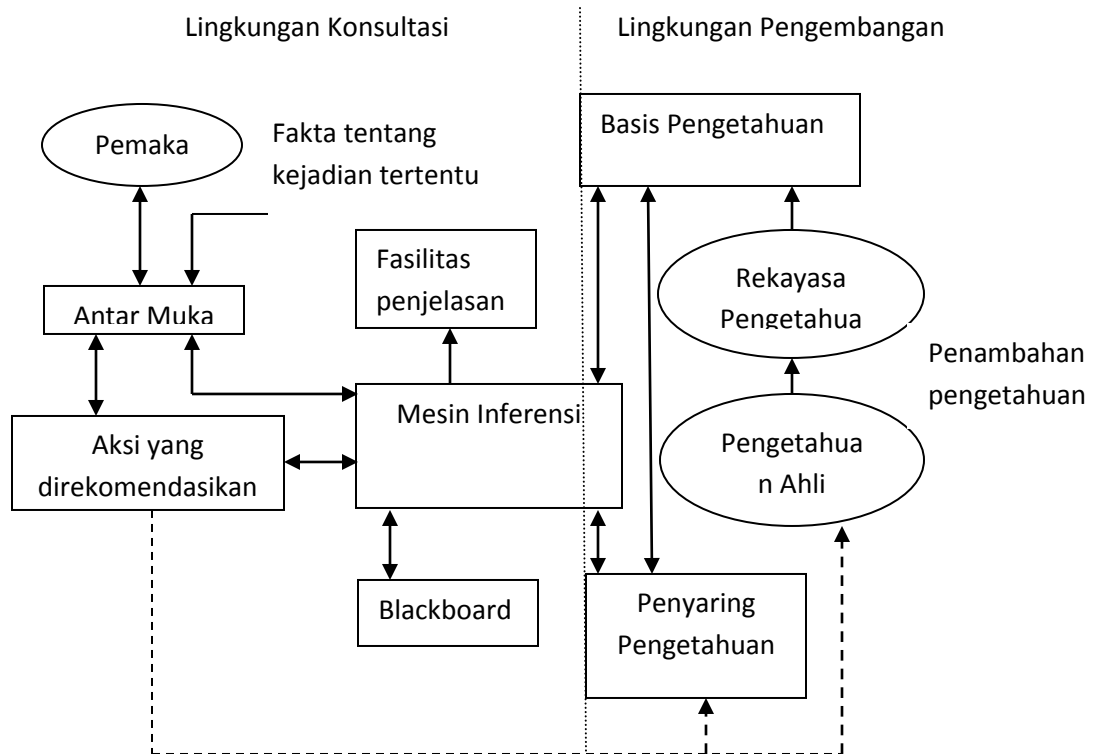 Lingkungan Konsultasi
Lingkungan Pengembangan
Pemaka
Fakta tentang
kejadian tertentu
Basis Pengetahuan
Fasilitas
penjelasan
Rekayasa
Pengetahua
Antar Muka
Penambahan
pengetahuan
Mesin Inferensi
Aksi yang
direkomendasikan
Pengetahua
n Ahli
Blackboard
Penyaring
Pengetahuan